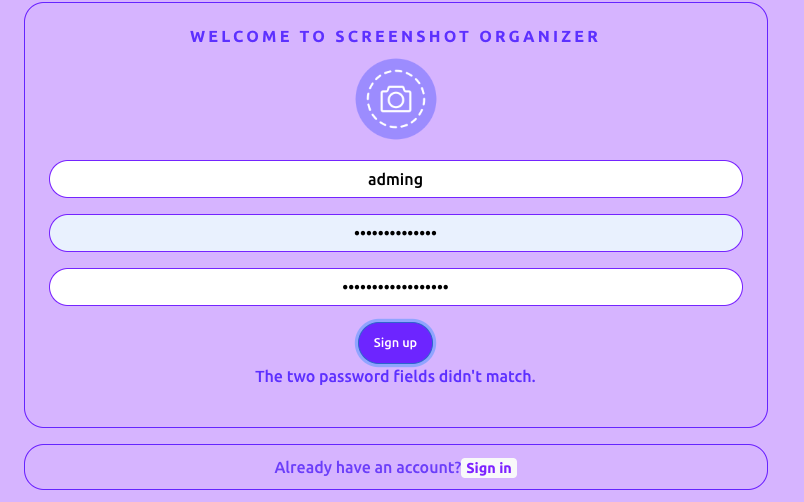 WELCOME TO SCREENSHOT ORGANIZER
adming
••••••••••••••
••••••••••••••••••
Sign up
The two password fields didn't match.
Already have an account? Sign in